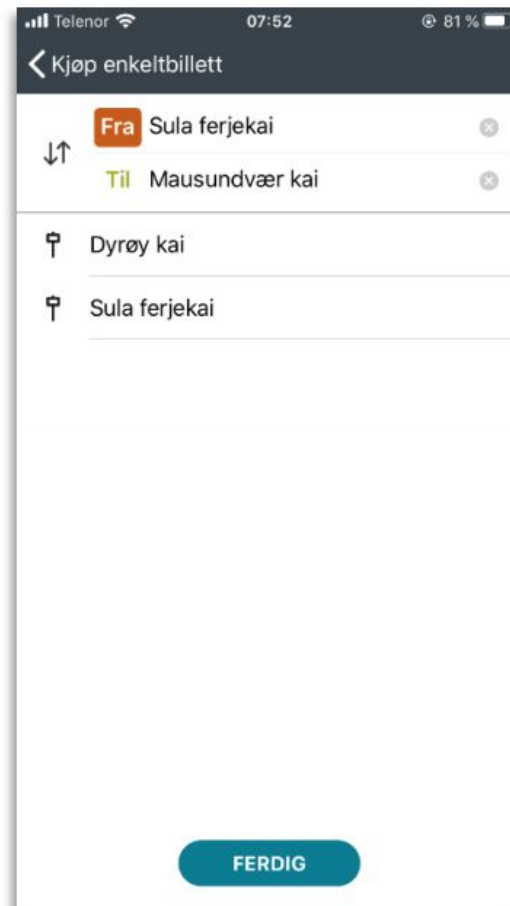 Telenor 07:52 81 %
Kjøp enkeltbillett
Fra Sula ferjekai
Til Mausundvær kai
Dyrøy kai
Sula ferjekai
FERDIG